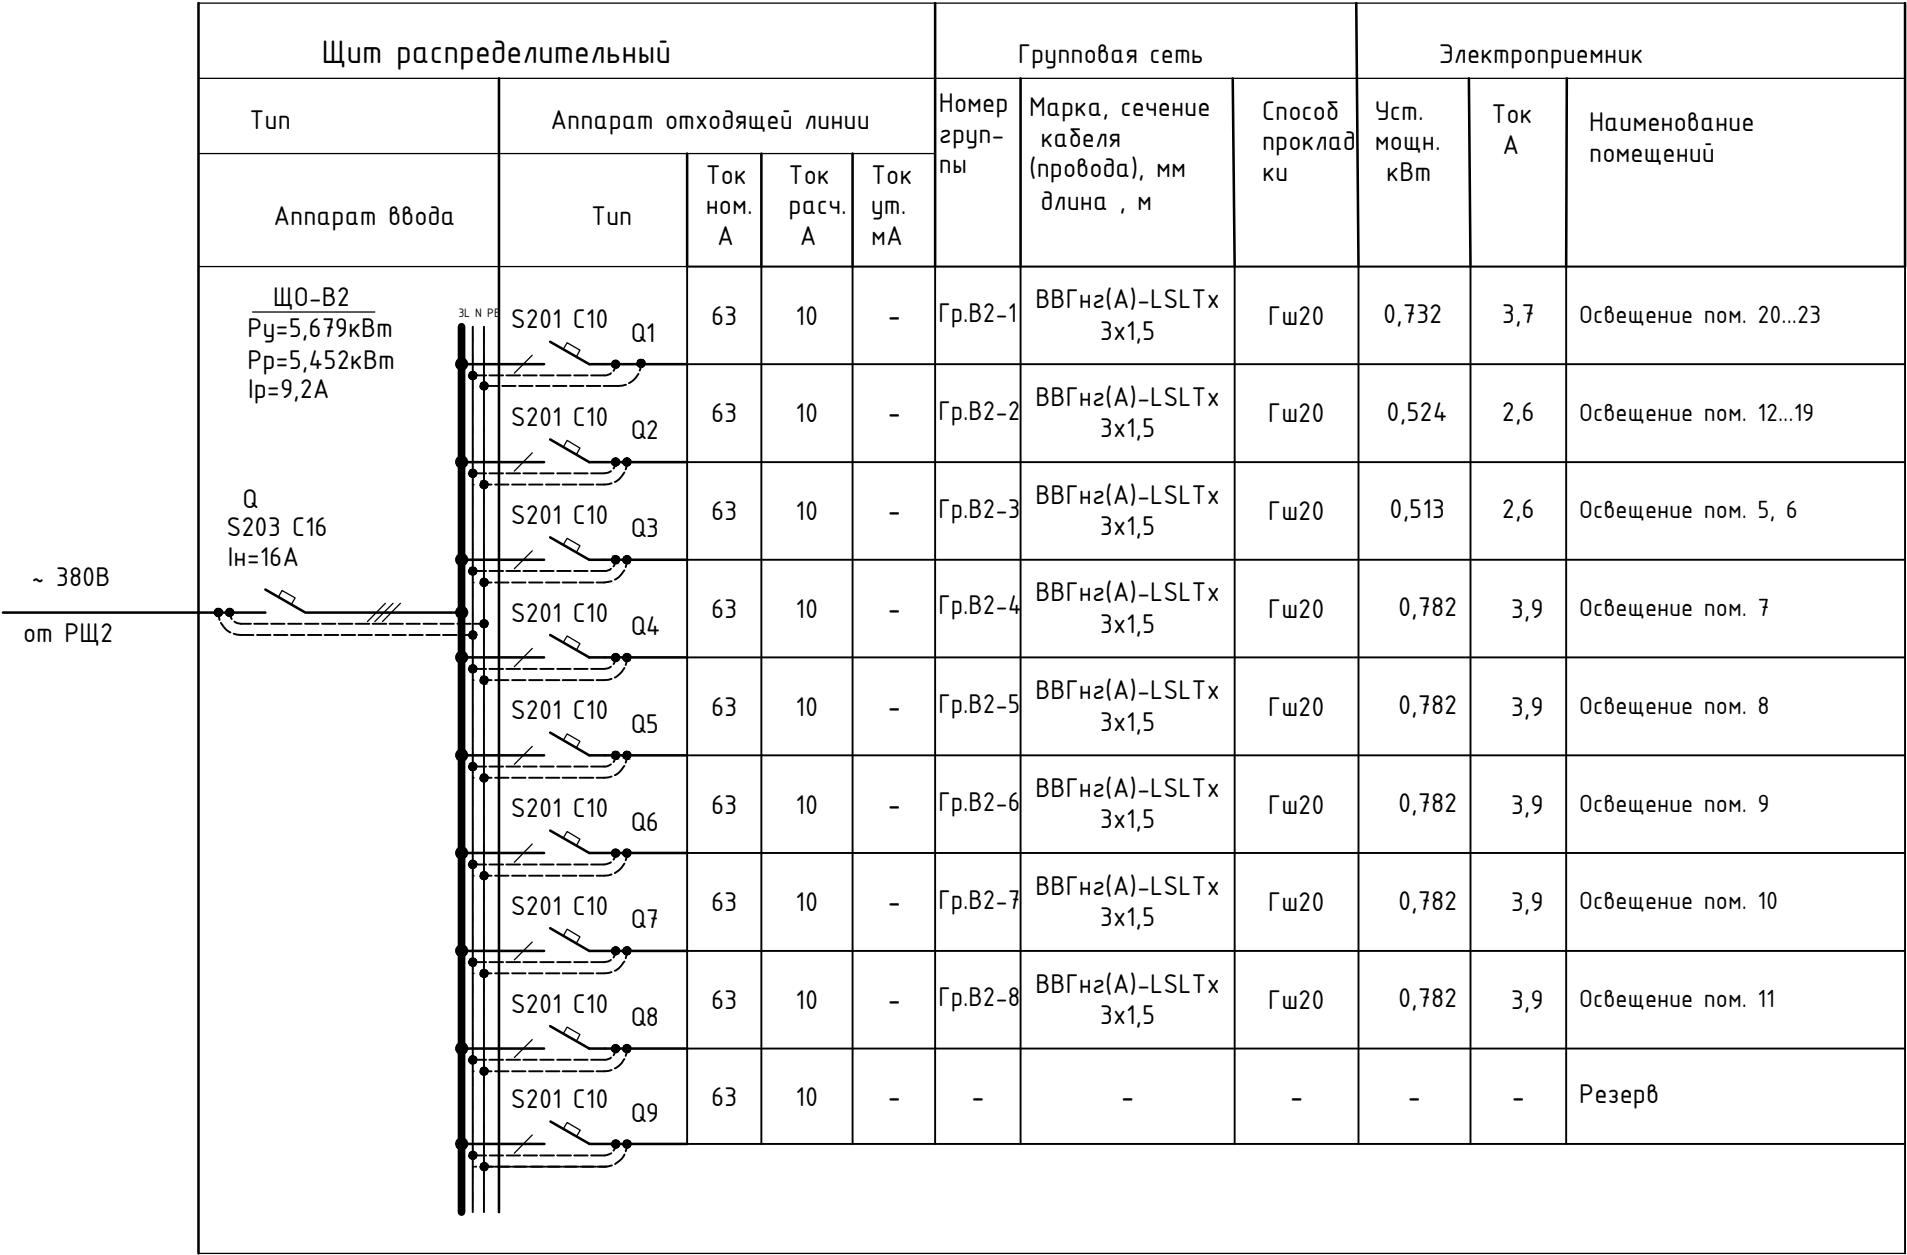 Щит распределительный
Групповая сеть
Электроприемник
Тип
Аппарат отходящей линии
Номер
груп-
пы
Марка, сечение
кабеля
(провода), мм
длина , м
Способ
проклад
ки
Уст.
мощн.
кВт
Ток
А
Наименование
помещений
Аппарат ввода
Тип
Ток
ном.
А
Ток
расч.
А
Ток
ут.
мА
ЩО-В2
Ру=5,679кВт
Рр=5,452кВт
Iр=9,2А
3L N PE
Q
S203 C16
Iн=16А
~ 380В
от РЩ2
S201 C10 Q1 63 10 - Гр.В2-1 ВВГнг(А)-LSLTx 3х1,5 Гш20 0,732 3,7 Освещение пом. 20...23
S201 C10 Q2 63 10 - Гр.В2-2 ВВГнг(А)-LSLTx 3х1,5 Гш20 0,524 2,6 Освещение пом. 12...19
S201 C10 Q3 63 10 - Гр.В2-3 ВВГнг(А)-LSLTx 3х1,5 Гш20 0,513 2,6 Освещение пом. 5, 6
S201 C10 Q4 63 10 - Гр.В2-4 ВВГнг(А)-LSLTx 3х1,5 Гш20 0,782 3,9 Освещение пом. 7
S201 C10 Q5 63 10 - Гр.В2-5 ВВГнг(А)-LSLTx 3х1,5 Гш20 0,782 3,9 Освещение пом. 8
S201 C10 Q6 63 10 - Гр.В2-6 ВВГнг(А)-LSLTx 3х1,5 Гш20 0,782 3,9 Освещение пом. 9
S201 C10 Q7 63 10 - Гр.В2-7 ВВГнг(А)-LSLTx 3х1,5 Гш20 0,782 3,9 Освещение пом. 10
S201 C10 Q8 63 10 - Гр.В2-8 ВВГнг(А)-LSLTx 3х1,5 Гш20 0,782 3,9 Освещение пом. 11
S201 C10 Q9 63 10 - - - - - - Резерв